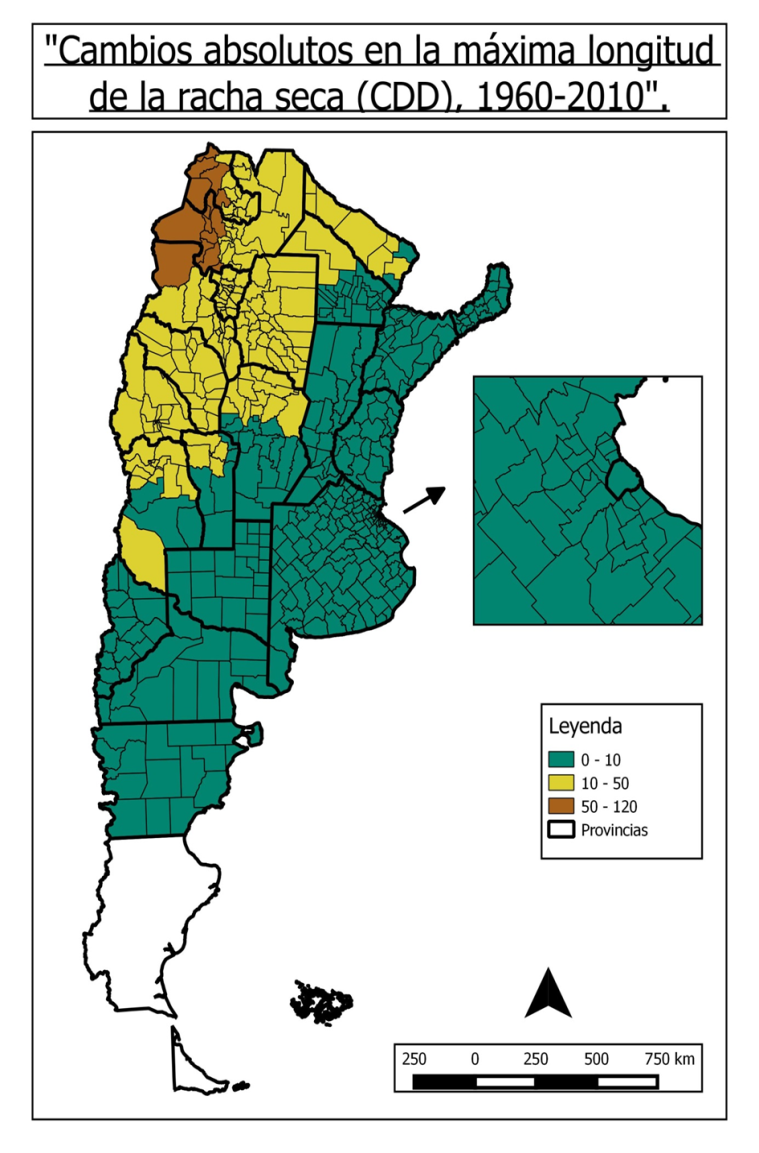 "Cambios absolutos en la máxima longitud
de la racha seca (CDD), 1960-2010".
Leyenda
0 - 10
10 - 50
50 - 120
Provincias
250 0 250 500 750 km